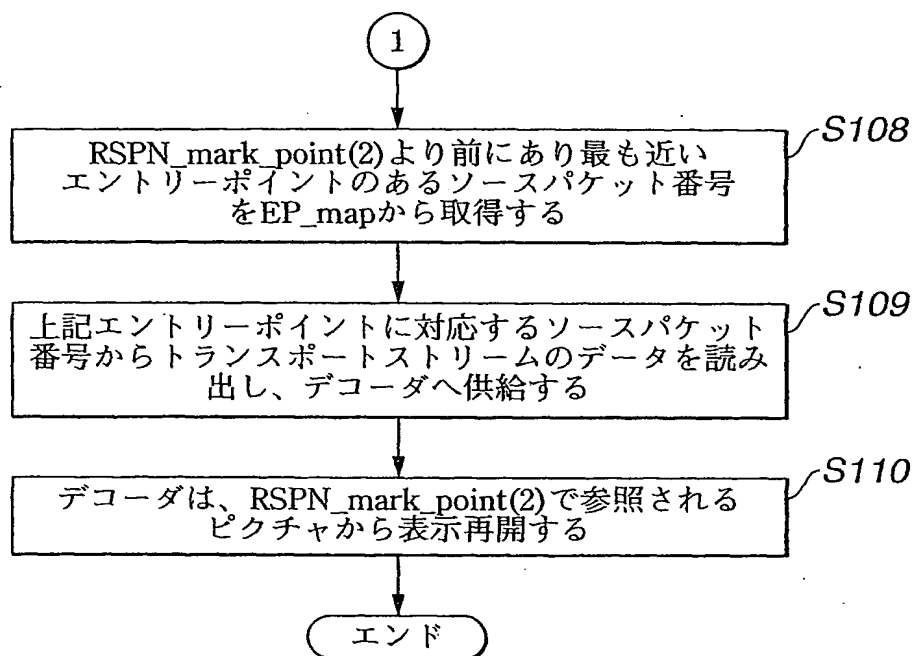 1
S108
RSPN_mark_point(2)より前にあり最も近い
エントリーポイントのあるソースパケット番号
をEP_mapから取得する
S109
上記エントリーポイントに対応するソースパケット
番号からトランスポートストリームのデータを読み
出し、デコーダへ供給する
S110
デコーダは、RSPN_mark_point(2)で参照される
ピクチャから表示再開する
エンド